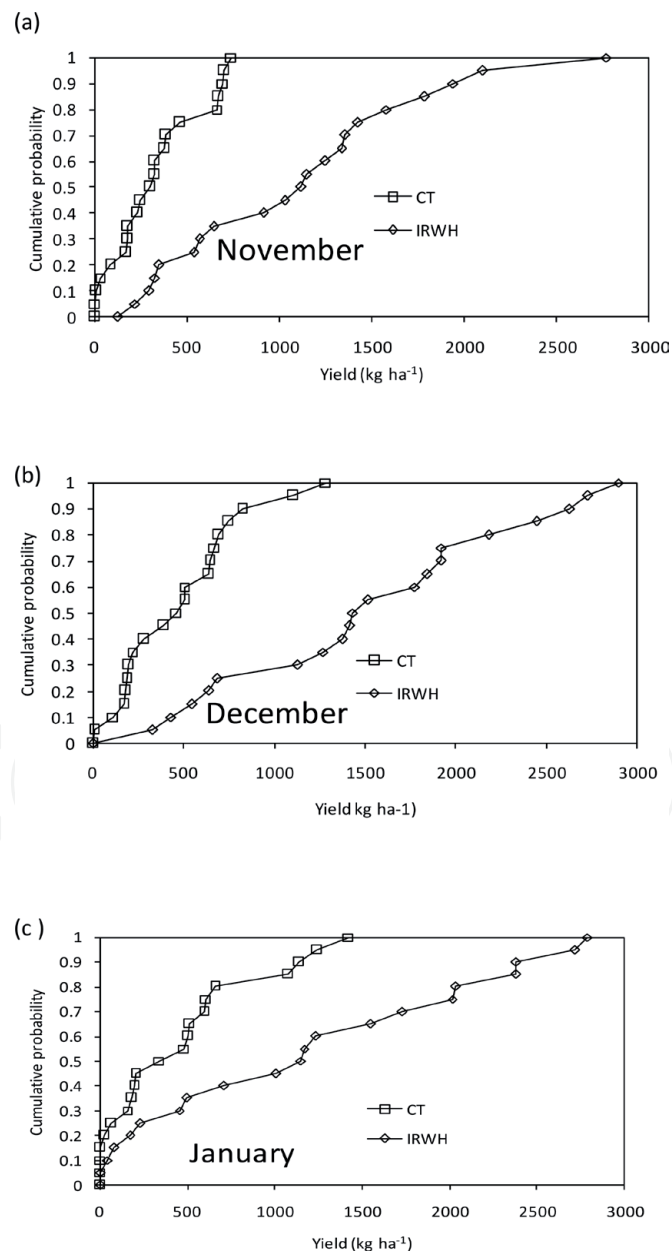 (a)
1
0.9
0.8
0.7
0.6
0.5
0.4
0.3
0.2
0.1
0
Cumulative probability
CT
IRWH
November
0 500 1000 1500 2000 2500 3000
Yield (kg ha-1)
(b)
1
0.9
0.8
0.7
0.6
0.5
0.4
0.3
0.2
0.1
0
Cumulative probability
CT
IRWH
December
0 500 1000 1500 2000 2500 3000
Yield kg ha-1)
(c )
1
0.9
0.8
0.7
0.6
0.5
0.4
0.3
0.2
0.1
0
Cumulative probability
CT
IRWH
January
0 500 1000 1500 2000 2500 3000
Yield (kg ha-1)